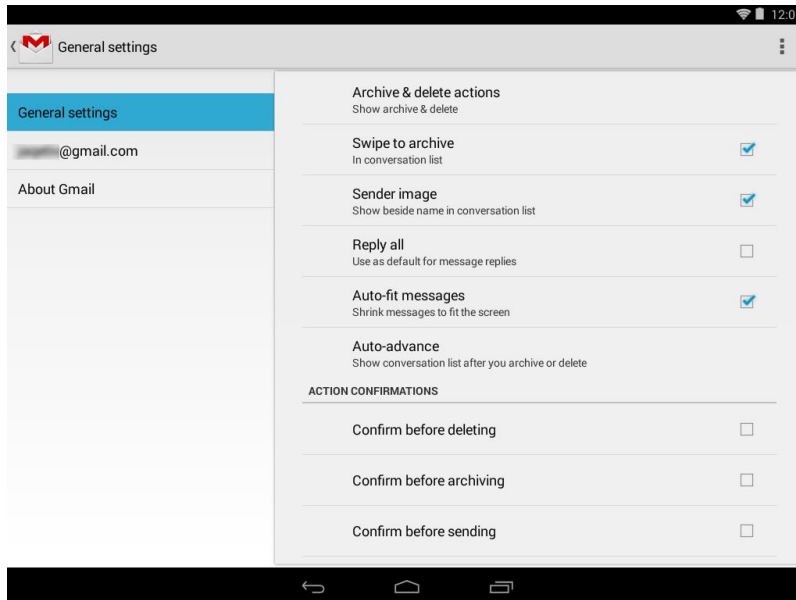 12:0
General settings
General settings
@gmail.com
About Gmail
Archive & delete actions
Show archive & delete
Swipe to archive
In conversation list
Sender image
Show beside name in conversation list
Reply all
Use as default for message replies
Auto-fit messages
Shrink messages to fit the screen
Auto-advance
Show conversation list after you archive or delete
ACTION CONFIRMATIONS
Confirm before deleting
Confirm before archiving
Confirm before sending